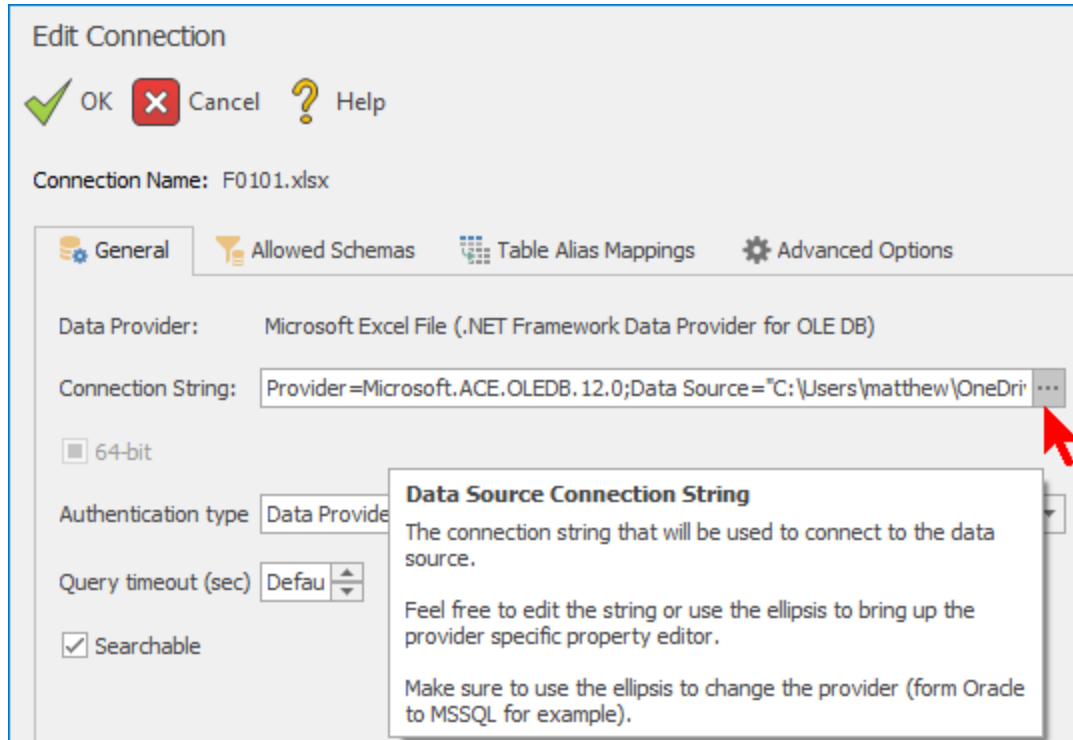 Edit Connection
OK Cancel Help
Connection Name: F0101.xlsx
General Allowed Schemas Table Alias Mappings Advanced Options
Data Provider: Microsoft Excel File (.NET Framework Data Provider for OLE DB)
Connection String: Provider=Microsoft.ACE.OLEDB.12.0;Data Source="C:\Users\matthew\OneDri ...
64-bit
Authentication type Data Provide
Query timeout (sec) Defau
Searchable
Data Source Connection String
The connection string that will be used to connect to the data
source.
Feel free to edit the string or use the ellipsis to bring up the
provider specific property editor.
Make sure to use the ellipsis to change the provider (form Oracle
to MSSQL for example).